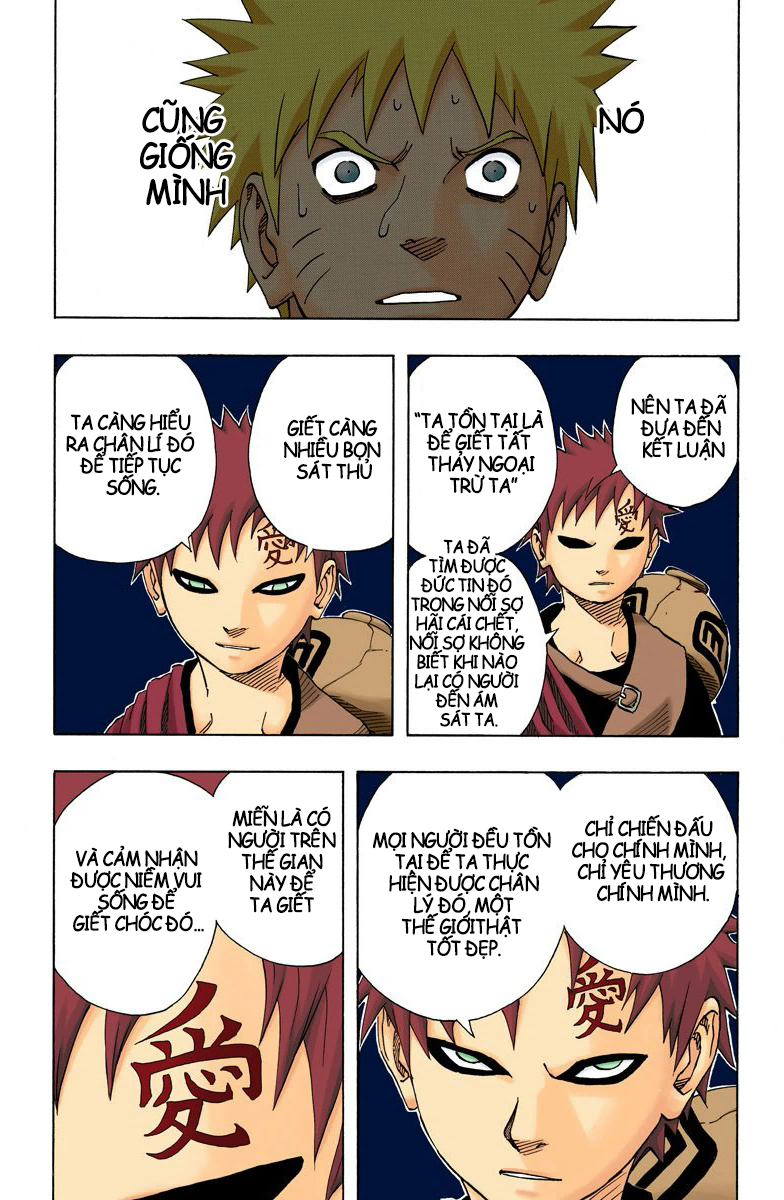 NÓ
CŨNG
GIỐNG
MÌNH
NÊN TA ĐÃ
ĐƯA ĐẾN
KẾT LUẬN
"TA TỒN TẠI LÀ
ĐỂ GIẾT TẤT
THẢY NGOẠI
TRỪ TA"
TA ĐÃ
TÌM ĐƯỢC
ĐỨC TIN ĐÓ
TRONG NỖI SỢ
HÃI CÁI CHẾT,
NỖI SỢ KHÔNG
BIẾT KHI NÀO
LẠI CÓ NGƯỜI
ĐẾN ÁM
SÁT TA.
愛
GIẾT CÀNG
NHIỀU BỌN
SÁT THỦ
TA CÀNG HIỂU
RA CHÂN LÍ ĐÓ
ĐỂ TIẾP TỤC
SỐNG.
愛
CHỈ CHIẾN ĐẤU
CHO CHÍNH MÌNH,
CHỈ YÊU THƯƠNG
CHÍNH MÌNH.
MỌI NGƯỜI ĐỀU TỒN
TẠI ĐỂ TA THỰC
HIỆN ĐƯỢC CHÂN
LÝ ĐÓ, MỘT
THẾ GIỚITHẬT
TỐT ĐẸP.
愛
MIỄN LÀ CÓ
NGƯỜI TRÊN
THẾ GIAN
NÀY ĐỂ
TA GIẾT
VÀ CẢM NHẬN
ĐƯỢC NIỀM VUI
SỐNG ĐỂ
GIẾT CHÓC ĐÓ...
愛